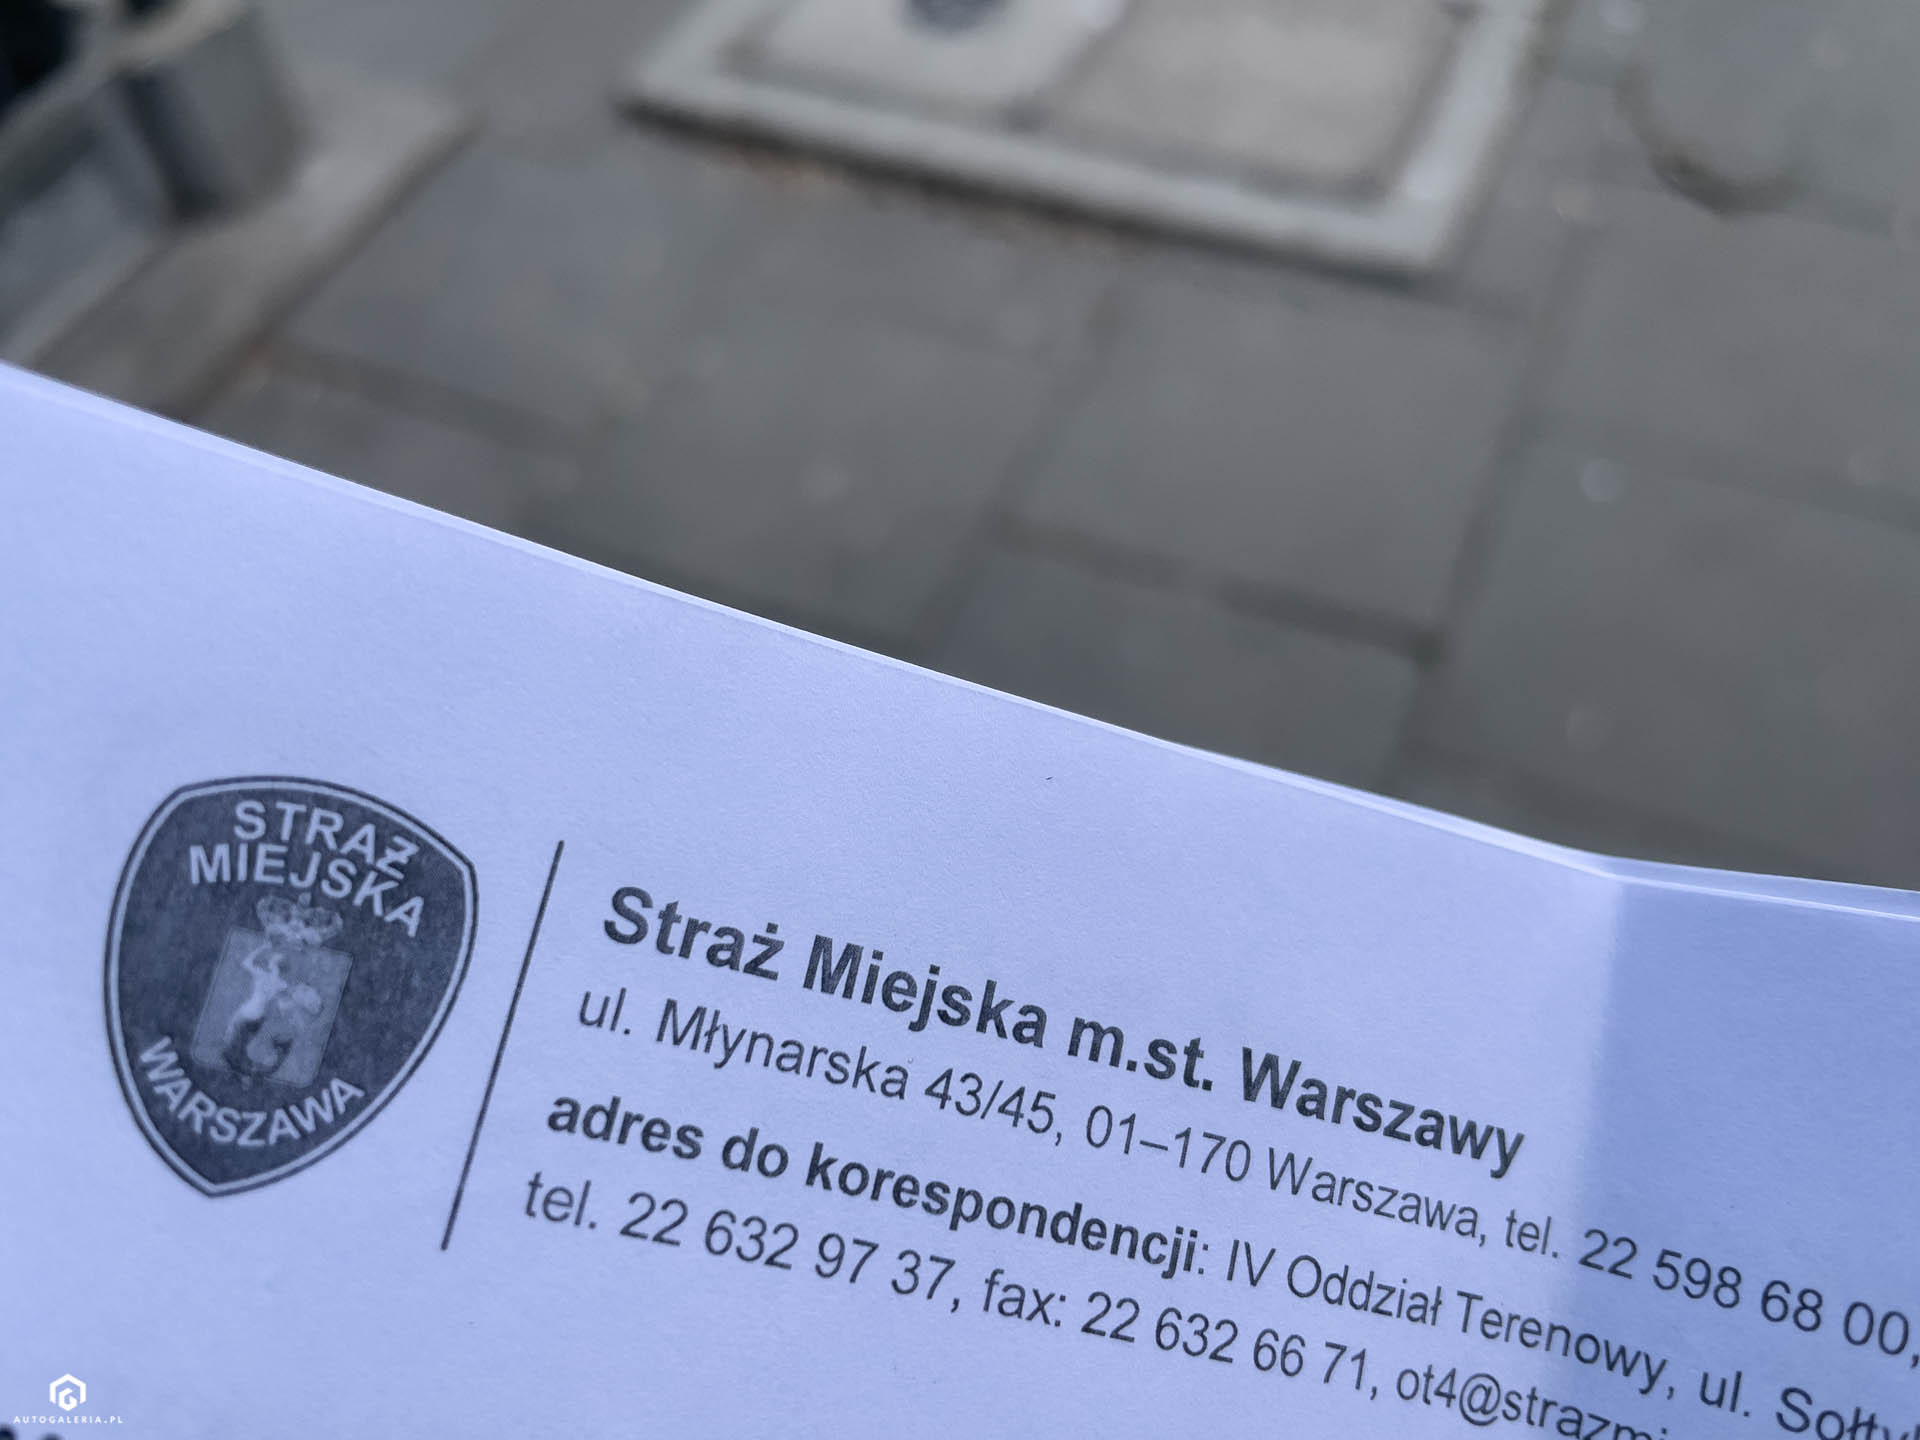 STRAŻ
MIEJSKA
WARSZAWA
Straż Miejska m.st. Warszawy
ul. Młynarska 43/45, 01–170 Warszawa, tel. 22 598 68 00,
adres do korespondencji: IV Oddział Terenowy, ul.
tel. 22 632 97 37, fax: 22 632 66 71,
AUTOGALERIA.PL